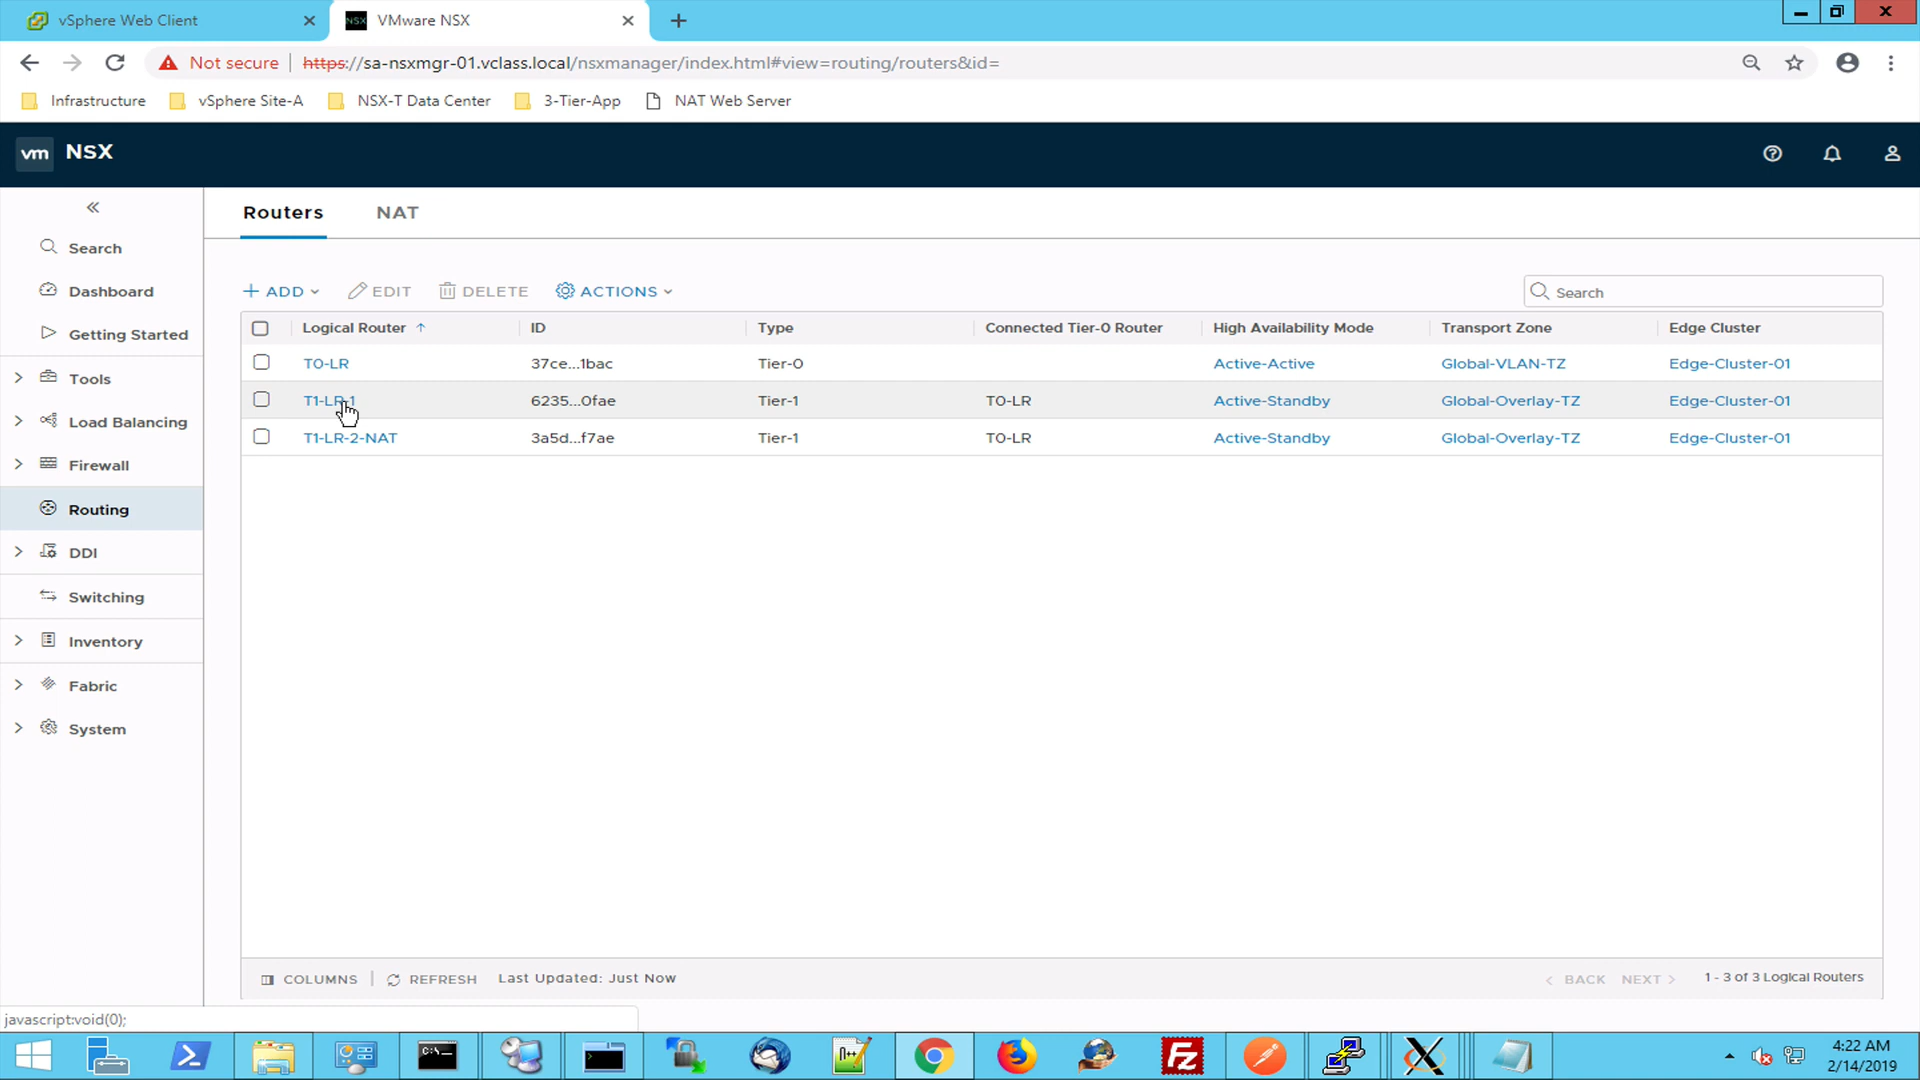 vSphere Web Client
NSX VMware NSX
Not secure https://sa-nsxmgr-01.vclass.local/nsxmanager/index.html#view=routing/routers&id=
Infrastructure vSphere Site-A NSX-T Data Center 3-Tier-App NAT Web Server
vm NSX
Search
Dashboard
Getting Started
Tools
Load Balancing
Firewall
Routing
DDI
Switching
Inventory
Fabric
System
Routers NAT
ADD EDIT DELETE ACTIONS Search
Logical Router ID Type Connected Tier-0 Router High Availability Mode Transport Zone Edge Cluster
T0-LR 37ce...1bac Tier-0 Active-Active Global-VLAN-TZ Edge-Cluster-01
T1-LR-1 6235...0fae Tier-1 T0-LR Active-Standby Global-Overlay-TZ Edge-Cluster-01
T1-LR-2-NAT 3a5d...f7ae Tier-1 T0-LR Active-Standby Global-Overlay-TZ Edge-Cluster-01
COLUMNS REFRESH Last Updated: Just Now BACK NEXT 1 - 3 of 3 Logical Routers
javascript:void(0);
4:22 AM
2/14/2019